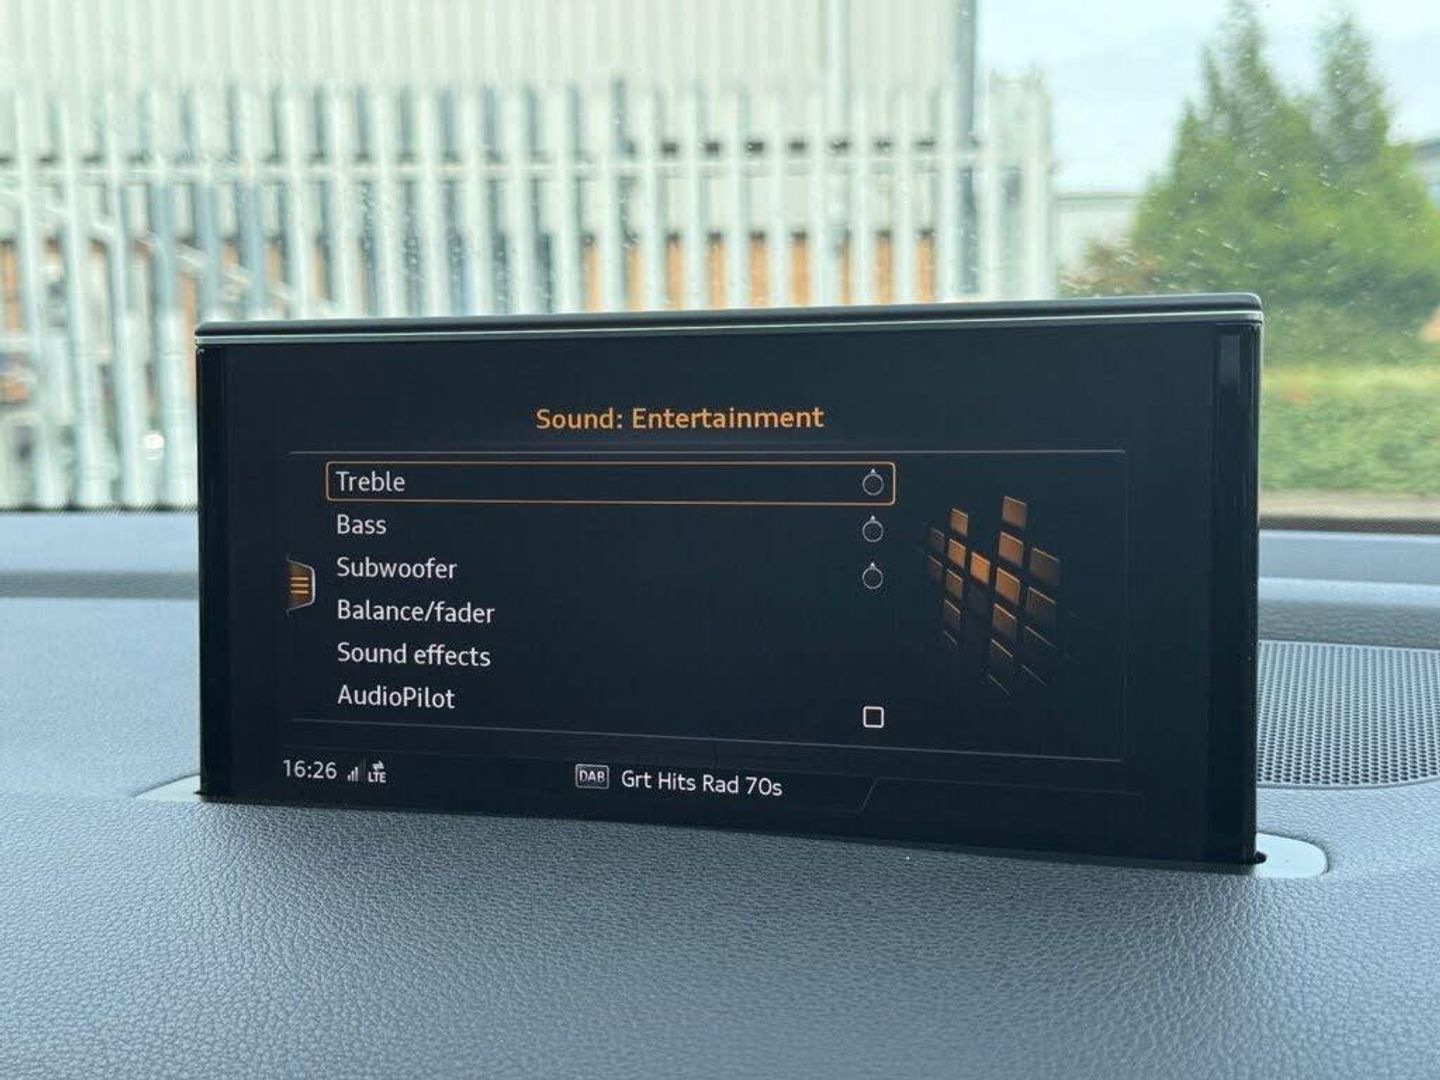 Sound: Entertainment
Treble
Bass
Subwoofer
Balance/fader
Sound effects
AudioPilot
16:26 LTE DAB Grt Hits Rad 70s